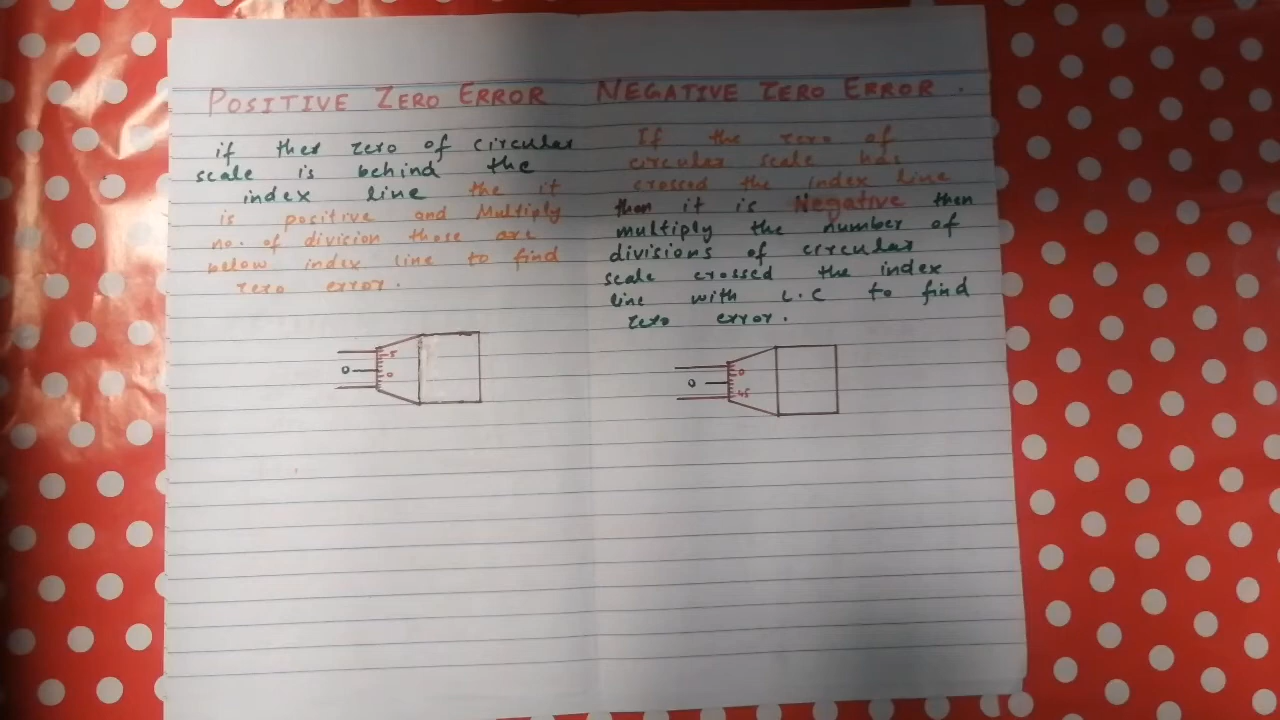 POSITIVE ZERO ERROR
if ther zero of circular
scale is behind the
index line the it
is positive and Multiply
no. of division those are
below index line to find
zero error.
5
0
0
NEGATIVE ZERO ERROR.
If the zero of
circular scale has
crossed the index line
then it is Negative then
multiply the number of
divisions of circular
scale crossed the index
line with L.C to find
zero error.
0
0
45